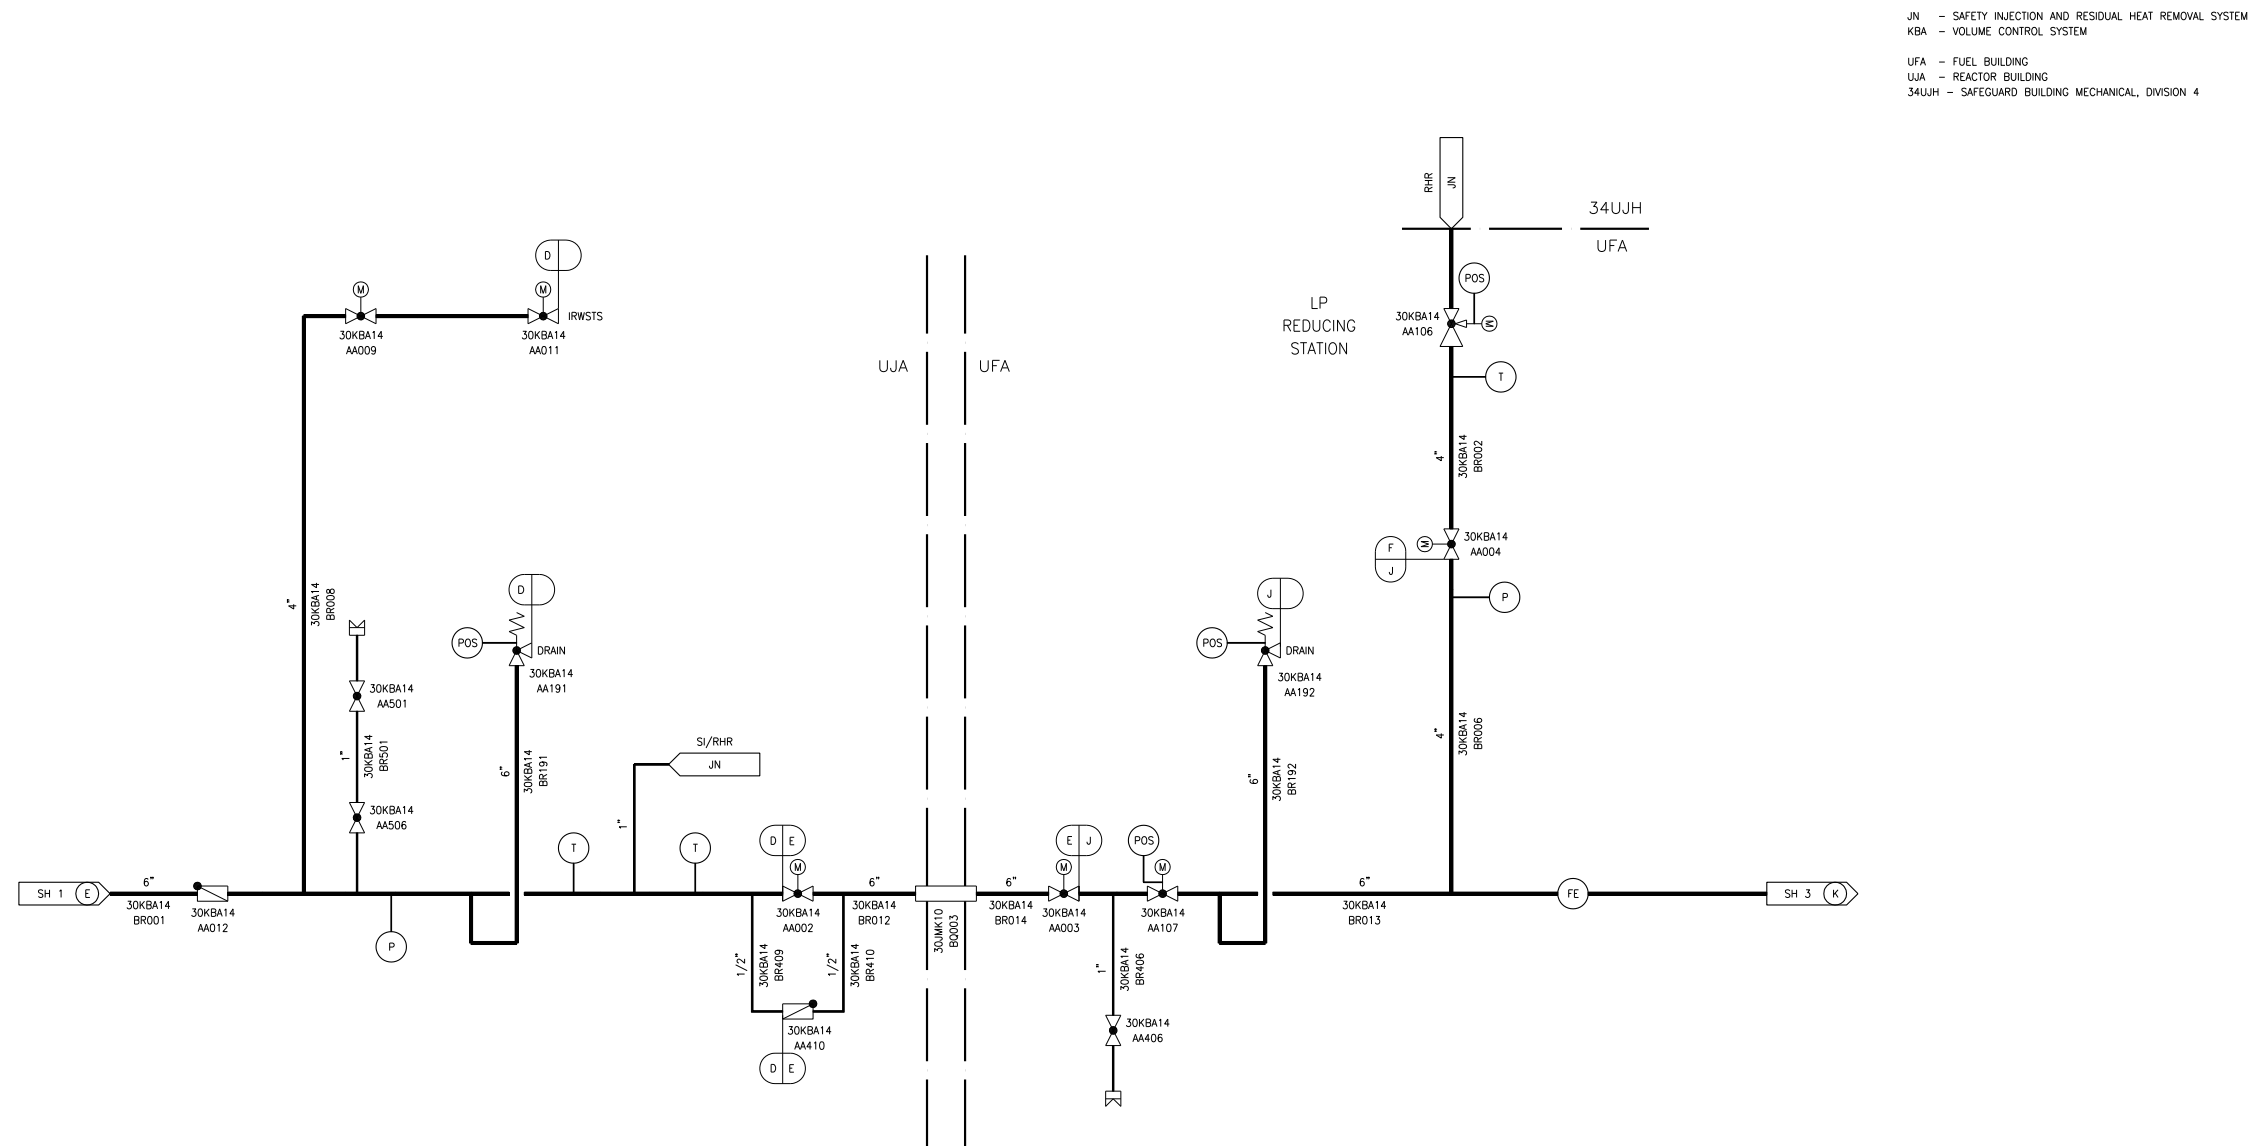 JN - SAFETY INJECTION AND RESIDUAL HEAT REMOVAL SYSTEM
KBA - VOLUME CONTROL SYSTEM
UFA - FUEL BUILDING
UJA - REACTOR BUILDING
34UJH - SAFEGUARD BUILDING MECHANICAL, DIVISION 4
RHR
JN
34UJH
UFA
POS
30KBA14
AA106
M
LP
REDUCING
STATION
T
4"
30KBA14
BR002
F
J
M
30KBA14
AA004
P
4"
30KBA14
BR006
D
M
30KBA14
AA009
M
IRWSTS
30KBA14
AA011
UJA
UFA
4"
30KBA14
BR008
30KBA14
AA501
1"
30KBA14
BR501
30KBA14
AA506
D
POS
DRAIN
30KBA14
AA191
6"
30KBA14
BR191
SI/RHR
JN
1"
J
POS
DRAIN
30KBA14
AA192
6"
30KBA14
BR192
SH 1
E
6"
30KBA14
BR001
30KBA14
AA012
P
T
T
D
E
M
30KBA14
AA002
6"
30KBA14
BR012
1/2"
30KBA14
BR409
1/2"
30KBA14
BR410
30KBA14
AA410
D
E
30JMK10
BQ003
6"
30KBA14
BR014
E
J
M
30KBA14
AA003
POS
M
30KBA14
AA107
1"
30KBA14
BR406
30KBA14
AA406
6"
30KBA14
BR013
FE
SH 3
K